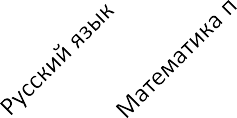 Русский язык
Математика п